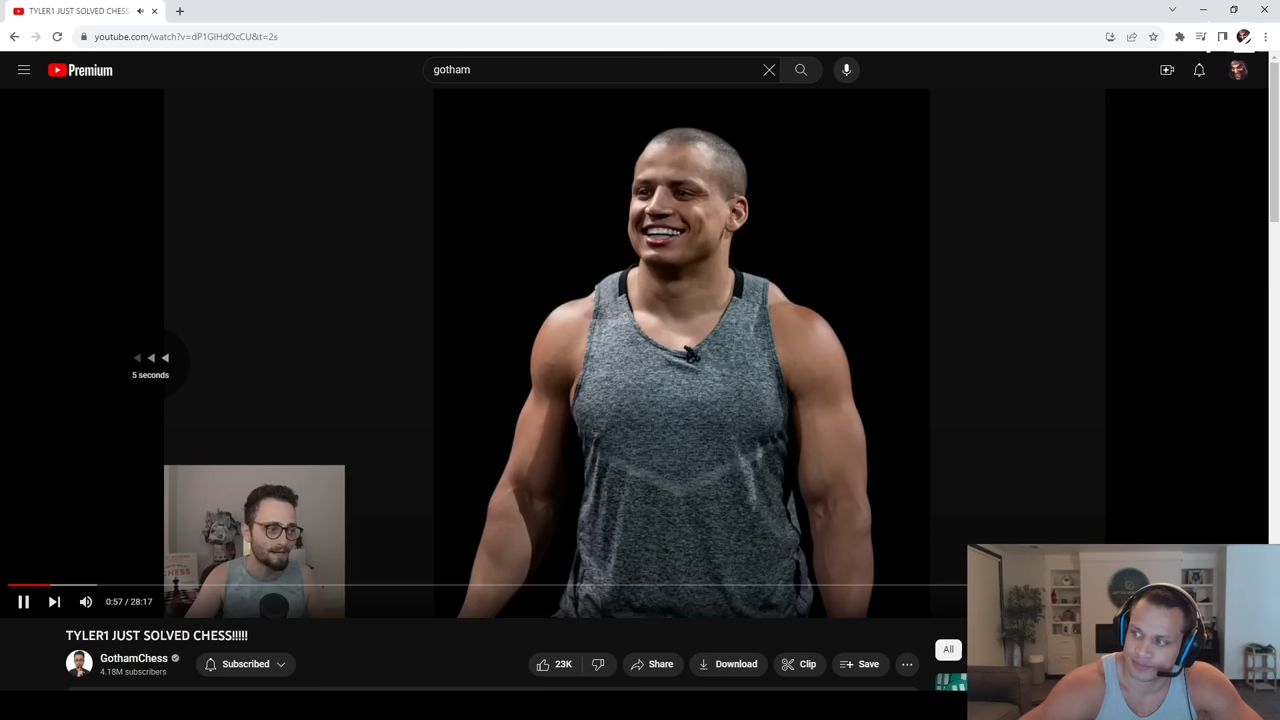 TYLER1 JUST SOLVED CHESS
youtube.com/watch?v=dP1GlHdOcCU&t=2s
Premium
gotham
5 seconds
CHESS
0:57 / 28:17
TYLER1 JUST SOLVED CHESS!!!!!
GothamChess
4.18M subscribers
Subscribed
23K
Share
Download
Clip
Save
All